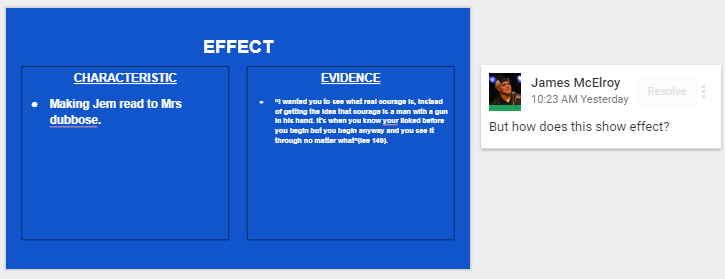 EFFECT
CHARACTERISTIC
● Making Jem read to Mrs
dubbose.
EVIDENCE
● "I wanted you to see what real courage is, instead
of getting the idea that courage is a man with a gun
in his hand. It's when you know your licked before
you begin but you begin anyway and you see it
through no matter what"(lee 149).
James McElroy
10:23 AM Yesterday
Resolve
But how does this show effect?